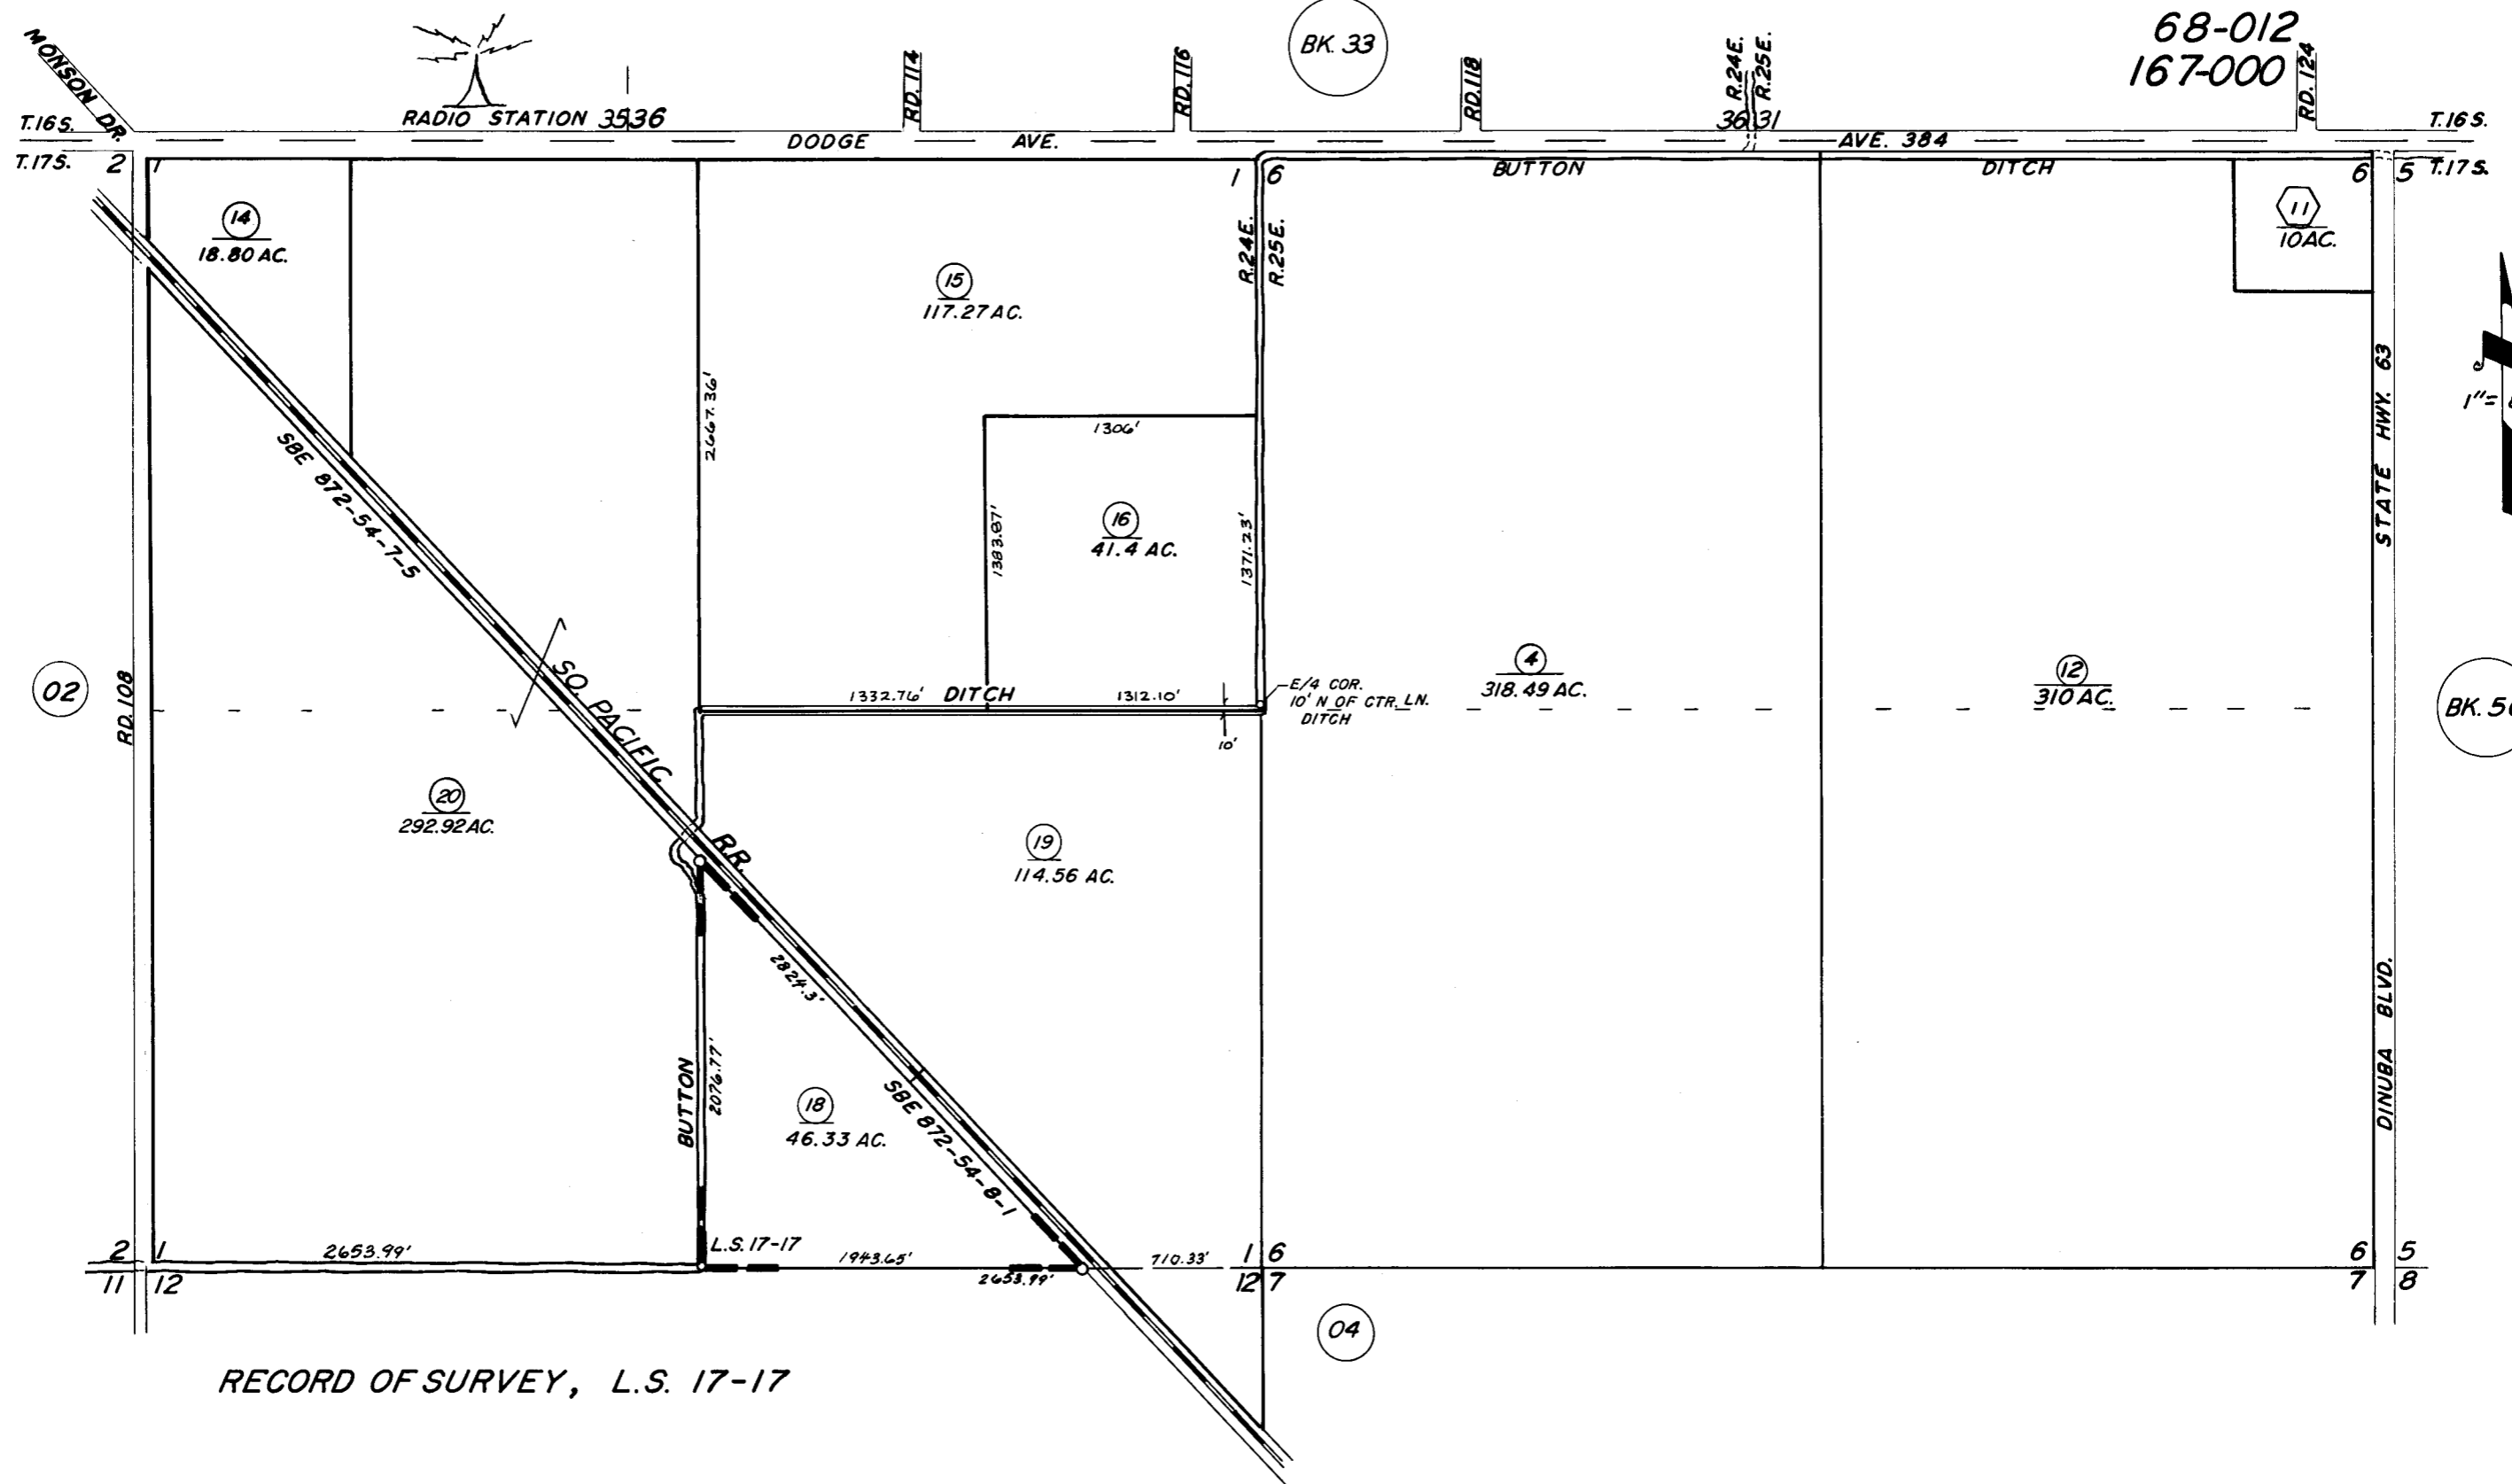 68-012
167-000
BK. 33
MONSON DR.
RADIO STATION
35 36
RD. 114
RD. 116
RD. 118
R.24E.
R.25E.
RD. 124
36 31
T.16S.
T.16S.
DODGE AVE.
AVE. 384
T.17S.
2 1
1 6
BUTTON DITCH
6 5
T.17S.
14
18.80 AC.
15
117.27 AC.
R.24E.
R.25E.
11
10 AC.
2667.36'
1306'
1383.87'
16
41.4 AC.
1371.23'
STATE HWY. 63
1"=
SBE 872-54-7-5
02
RD. 108
SO. PACIFIC R.R.
1332.76'
DITCH
1312.10'
10'
E/4 COR.
10' N OF CTR. LN.
DITCH
4
318.49 AC.
12
310 AC.
20
292.92 AC.
19
114.56 AC.
2824.3'
BUTTON
2076.77'
18
46.33 AC.
SBE 872-54-8-1
DINUBA BLVD.
2 1
11 12
2653.99'
L.S. 17-17
1943.65'
2653.99'
710.33'
1 6
12 7
6 5
7 8
04
RECORD OF SURVEY, L.S. 17-17